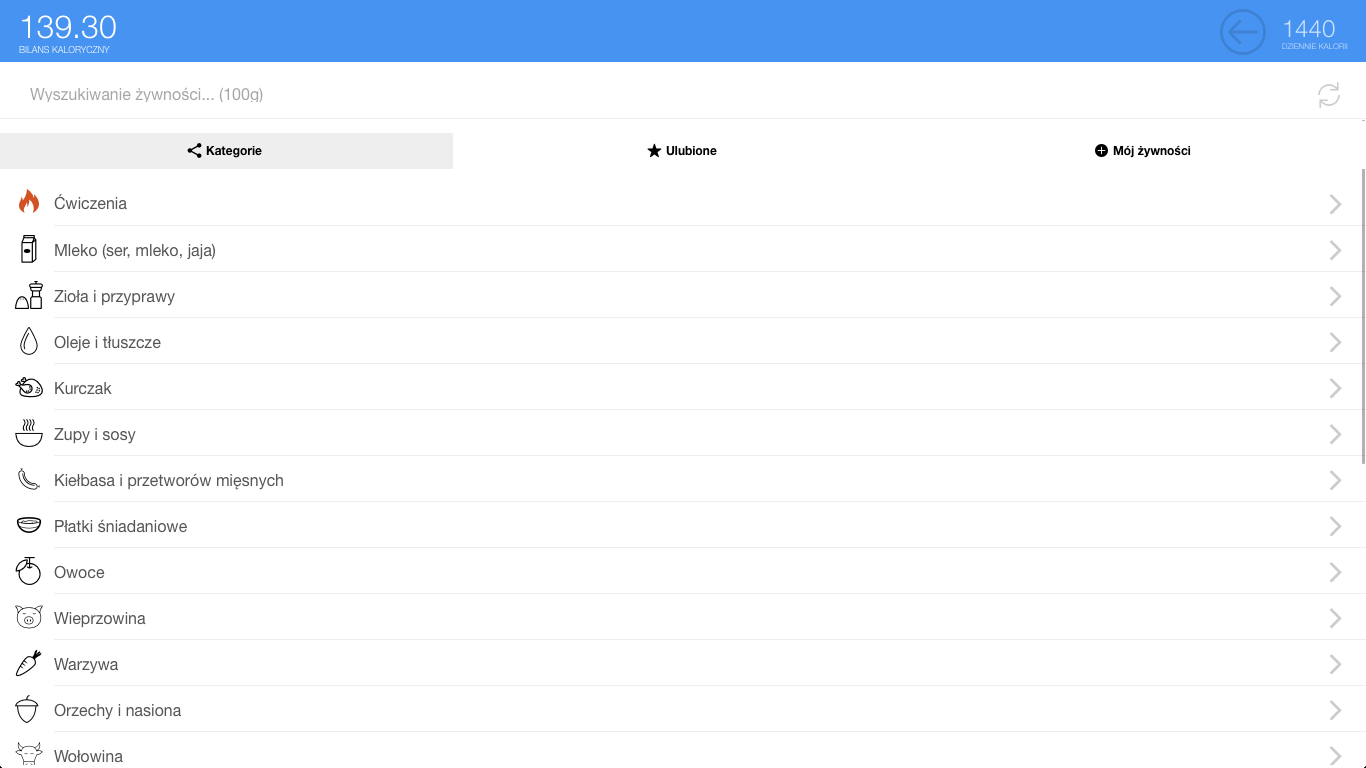 139.30
BILANS KALORYCZNY
1440
DZIENNIE KALORII
Wyszukiwanie żywności... (100g)
Kategorie
Ulubione
Mój żywności
Ćwiczenia
Mleko (ser, mleko, jaja)
Zioła i przyprawy
Oleje i tłuszcze
Kurczak
Zupy i sosy
Kiełbasa i przetworów mięsnych
Płatki śniadaniowe
Owoce
Wieprzowina
Warzywa
Orzechy i nasiona
Wołowina